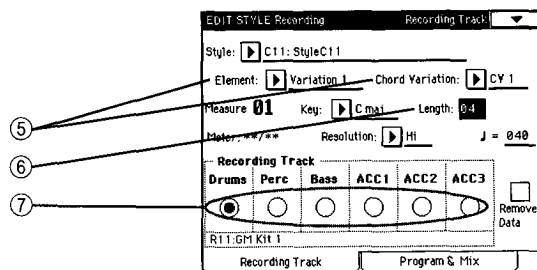 EDIT STYLE Recording Recording Track
Style: C11: StyleC11
Element: Variation 1 Chord Variation: CV 1
Measure 01 Key: C maj Length: 04
Meter: **/** Resolution: Hi ♩ = 040
Recording Track
Drums Perc Bass ACC1 ACC2 ACC3
Remove
Data
R11:GM Kit 1
Recording Track Program & Mix
5
6
7